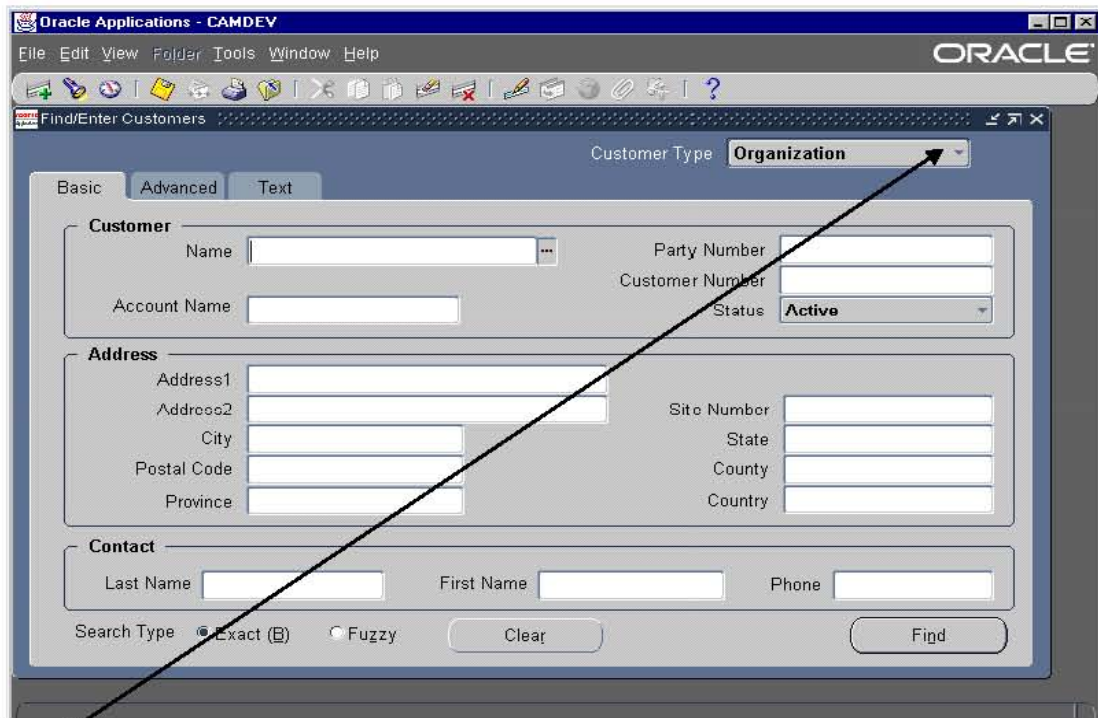 Oracle Applications - CAMDEV
File Edit View Folder Tools Window Help
ORACLE
Find/Enter Customers
Customer Type Organization
Basic Advanced Text
Customer
Name ... Party Number
Customer Number
Account Name Status Active
Address
Address1
Address2 Site Number
City State
Postal Code County
Province Country
Contact
Last Name First Name Phone
Search Type Exact (B) Fuzzy Clear Find